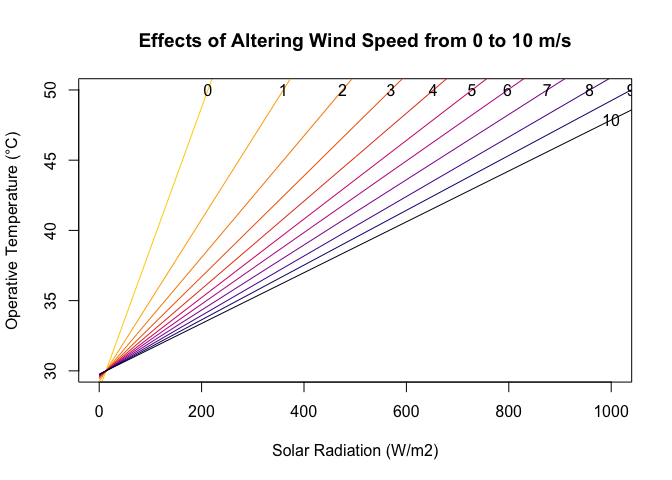 Effects of Altering Wind Speed from 0 to 10 m/s
Operative Temperature (°C)
50
45
40
35
30
0 1 2 3 4 5 6 7 8 9
10
0 200 400 600 800 1000
Solar Radiation (W/m2)